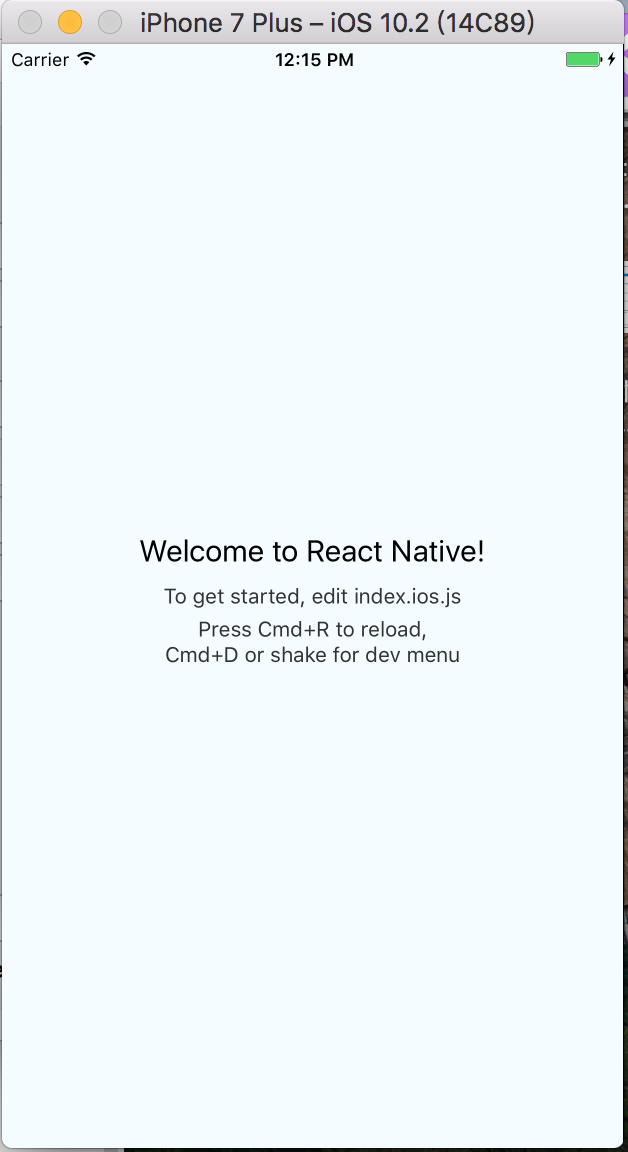 iPhone 7 Plus – iOS 10.2 (14C89)
Carrier 12:15 PM
Welcome to React Native!
To get started, edit index.ios.js
Press Cmd+R to reload,
Cmd+D or shake for dev menu